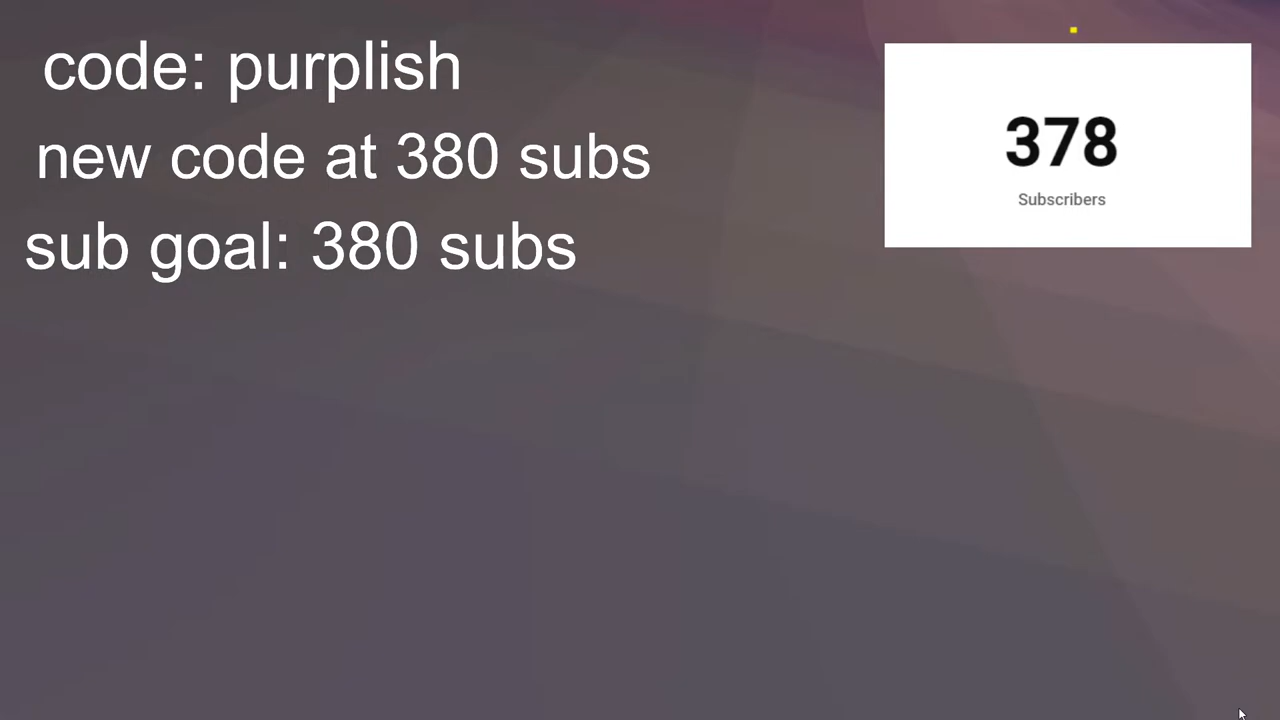 code: purplish
new code at 380 subs
sub goal: 380 subs
378
Subscribers